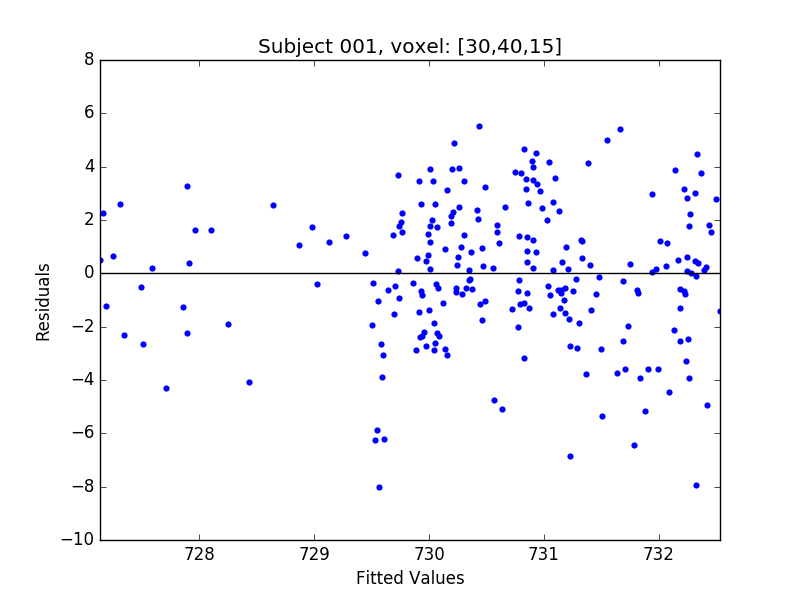 Subject 001, voxel: [30,40,15]
8
6
4
2
0
−2
−4
−6
−8
−10
Residuals
728 729 730 731 732
Fitted Values